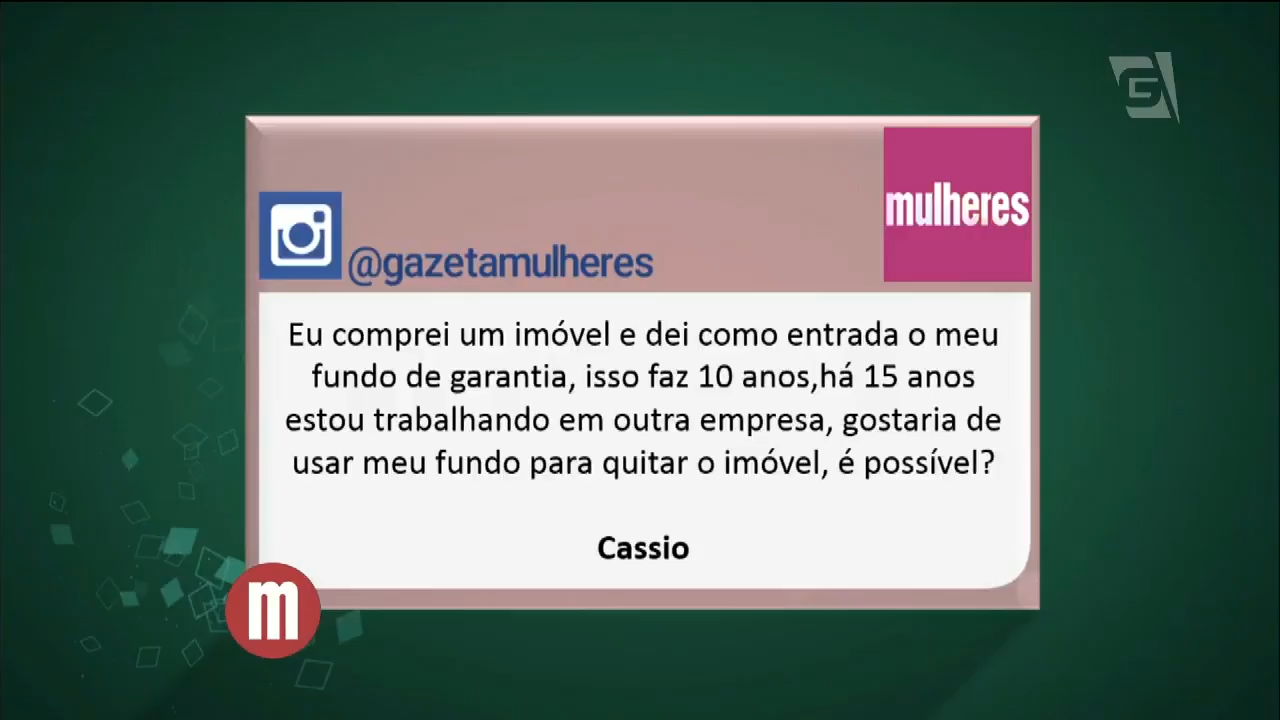 mulheres
@gazetamulheres
Eu comprei um imóvel e dei como entrada o meu
fundo de garantia, isso faz 10 anos,há 15 anos
estou trabalhando em outra empresa, gostaria de
usar meu fundo para quitar o imóvel, é possível?
Cassio
m
G